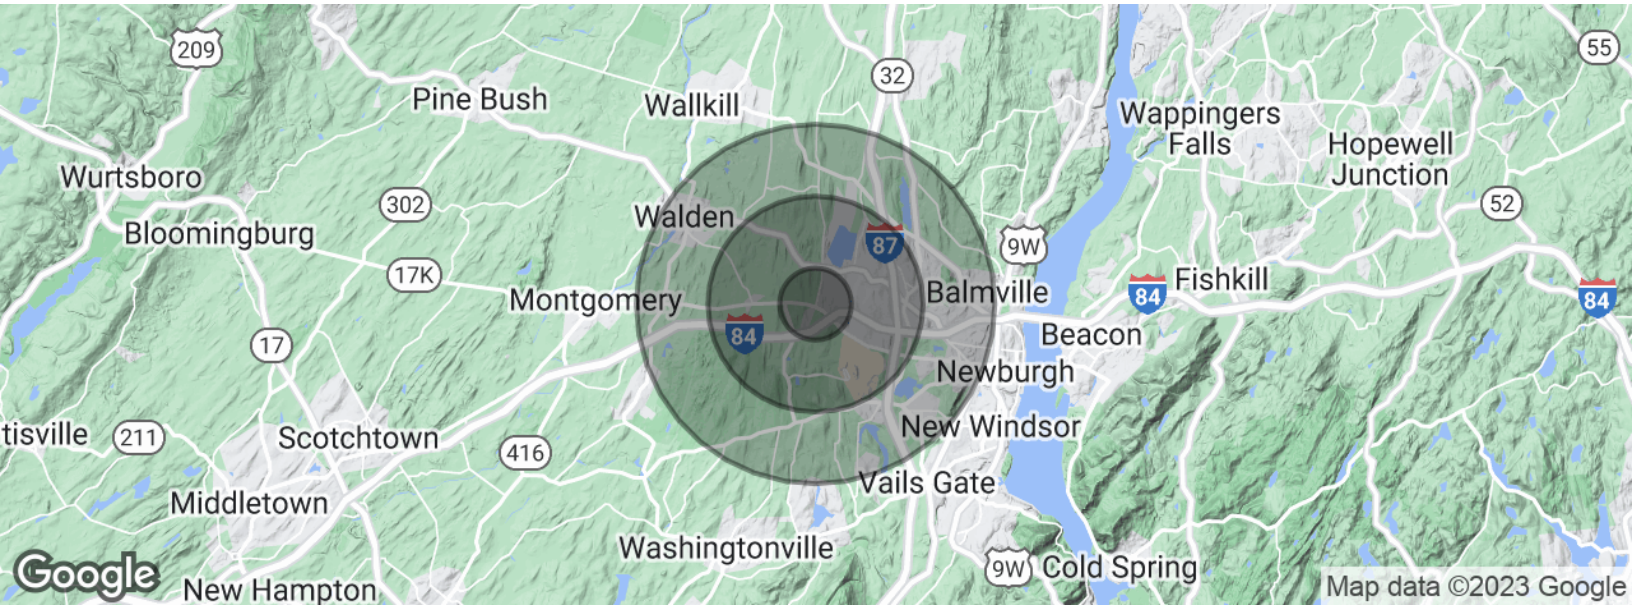 209
55
32
Pine Bush
Wallkill
Wappingers
Falls
Hopewell
Junction
Wurtsboro
302
Walden
52
Bloomingburg
87
9W
17K
Montgomery
Balmville
84
Fishkill
84
84
Beacon
17
Newburgh
tisville
211
Scotchtown
416
New Windsor
Vails Gate
Middletown
Washingtonville
9W
Cold Spring
Google
New Hampton
Map data ©2023 Google